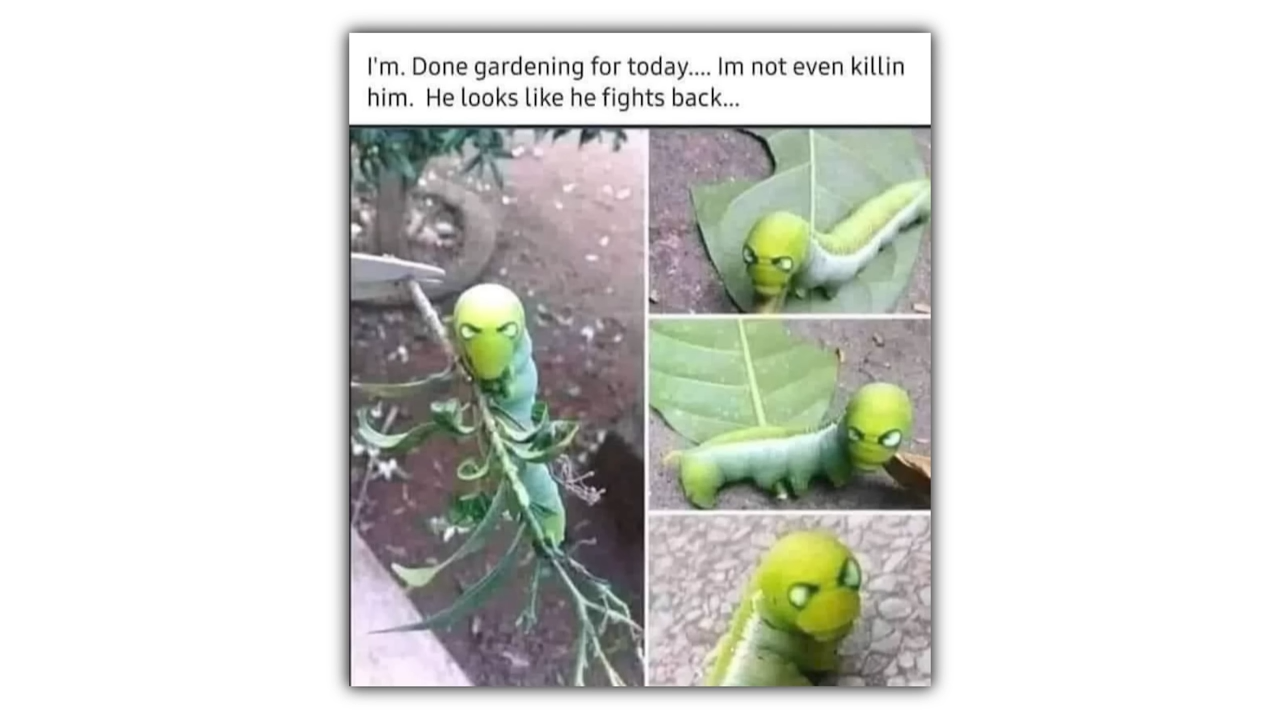 I'm. Done gardening for today.... Im not even killin
him.  He looks like he fights back...